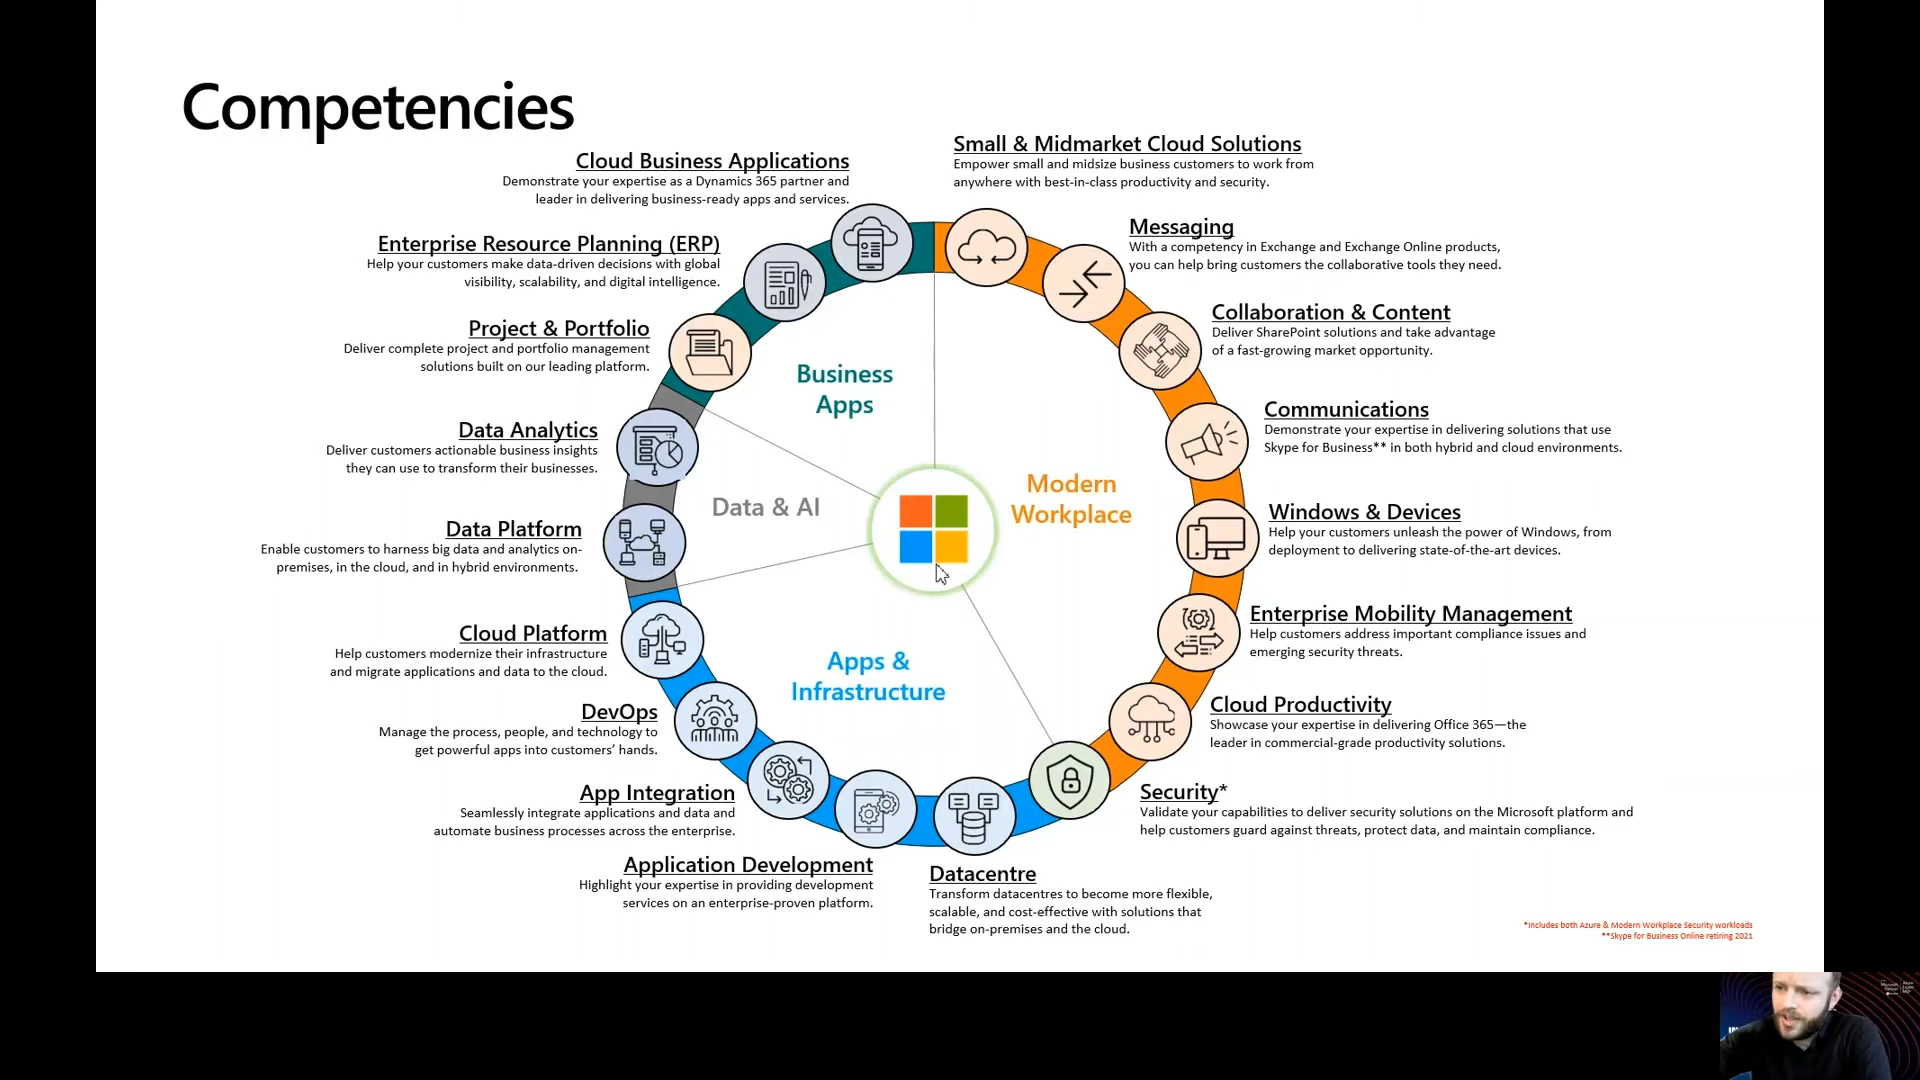 Competencies
Cloud Business Applications
Demonstrate your expertise as a Dynamics 365 partner and
leader in delivering business-ready apps and services.
Enterprise Resource Planning (ERP)
Help your customers make data-driven decisions with global
visibility, scalability, and digital intelligence.
Project & Portfolio
Deliver complete project and portfolio management
solutions built on our leading platform.
Data Analytics
Deliver customers actionable business insights
they can use to transform their businesses.
Data Platform
Enable customers to harness big data and analytics on-
premises, in the cloud, and in hybrid environments.
Cloud Platform
Help customers modernize their infrastructure
and migrate applications and data to the cloud.
DevOps
Manage the process, people, and technology to
get powerful apps into customers' hands.
App Integration
Seamlessly integrate applications and data and
automate business processes across the enterprise.
Application Development
Highlight your expertise in providing development
services on an enterprise-proven platform.
Business
Apps
Data & AI
Modern
Workplace
Apps &
Infrastructure
Small & Midmarket Cloud Solutions
Empower small and midsize business customers to work from
anywhere with best-in-class productivity and security.
Messaging
With a competency in Exchange and Exchange Online products,
you can help bring customers the collaborative tools they need.
Collaboration & Content
Deliver SharePoint solutions and take advantage
of a fast-growing market opportunity.
Communications
Demonstrate your expertise in delivering solutions that use
Skype for Business** in both hybrid and cloud environments.
Windows & Devices
Help your customers unleash the power of Windows, from
deployment to delivering state-of-the-art devices.
Enterprise Mobility Management
Help customers address important compliance issues and
emerging security threats.
Cloud Productivity
Showcase your expertise in delivering Office 365—the
leader in commercial-grade productivity solutions.
Security*
Validate your capabilities to deliver security solutions on the Microsoft platform and
help customers guard against threats, protect data, and maintain compliance.
Datacentre
Transform datacentres to become more flexible,
scalable, and cost-effective with solutions that
bridge on-premises and the cloud.
*Includes both Azure & Modern Workplace Security workloads
**Skype for Business Online retiring 2021